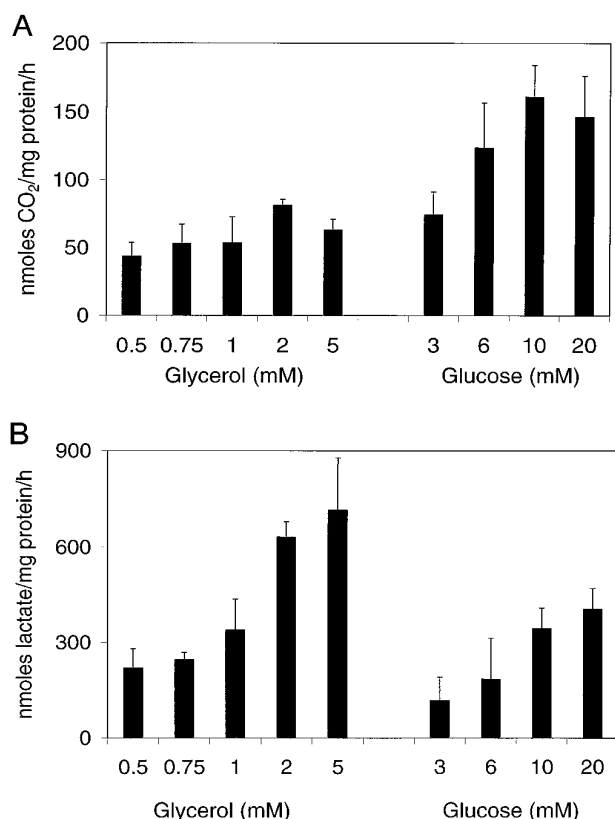 A
nmoles CO₂/mg protein/h
200
150
100
50
0
0.5 0.75 1 2 5 3 6 10 20
Glycerol (mM) Glucose (mM)
B
nmoles lactate/mg protein/h
900
600
300
0
0.5 0.75 1 2 5 3 6 10 20
Glycerol (mM) Glucose (mM)